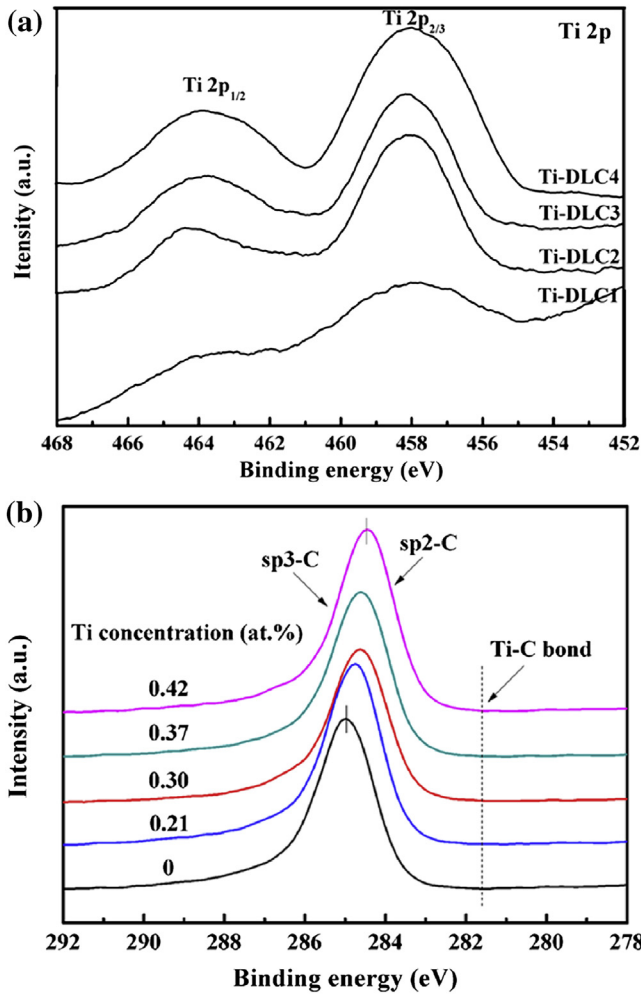 (a)
Ti 2p2/3
Ti 2p
Ti 2p1/2
Itensity (a.u.)
Ti-DLC4
Ti-DLC3
Ti-DLC2
Ti-DLC1
468 466 464 462 460 458 456 454 452
Binding energy (eV)
(b)
sp3-C
sp2-C
Ti concentration (at.%)
Ti-C bond
Intensity (a.u.)
0.42
0.37
0.30
0.21
0
292 290 288 286 284 282 280 278
Binding energy (eV)